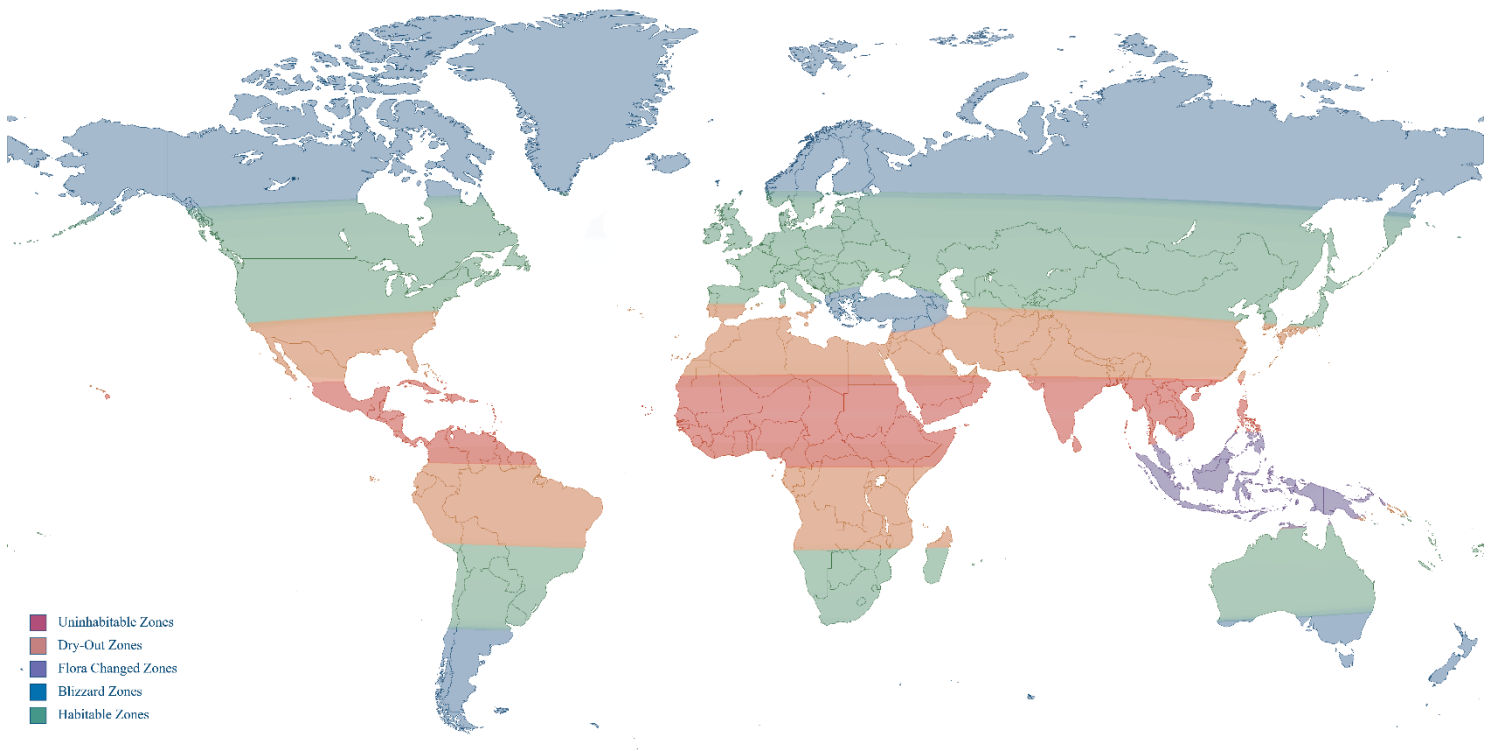 Uninhabitable Zones
Dry-Out Zones
Flora Changed Zones
Blizzard Zones
Habitable Zones